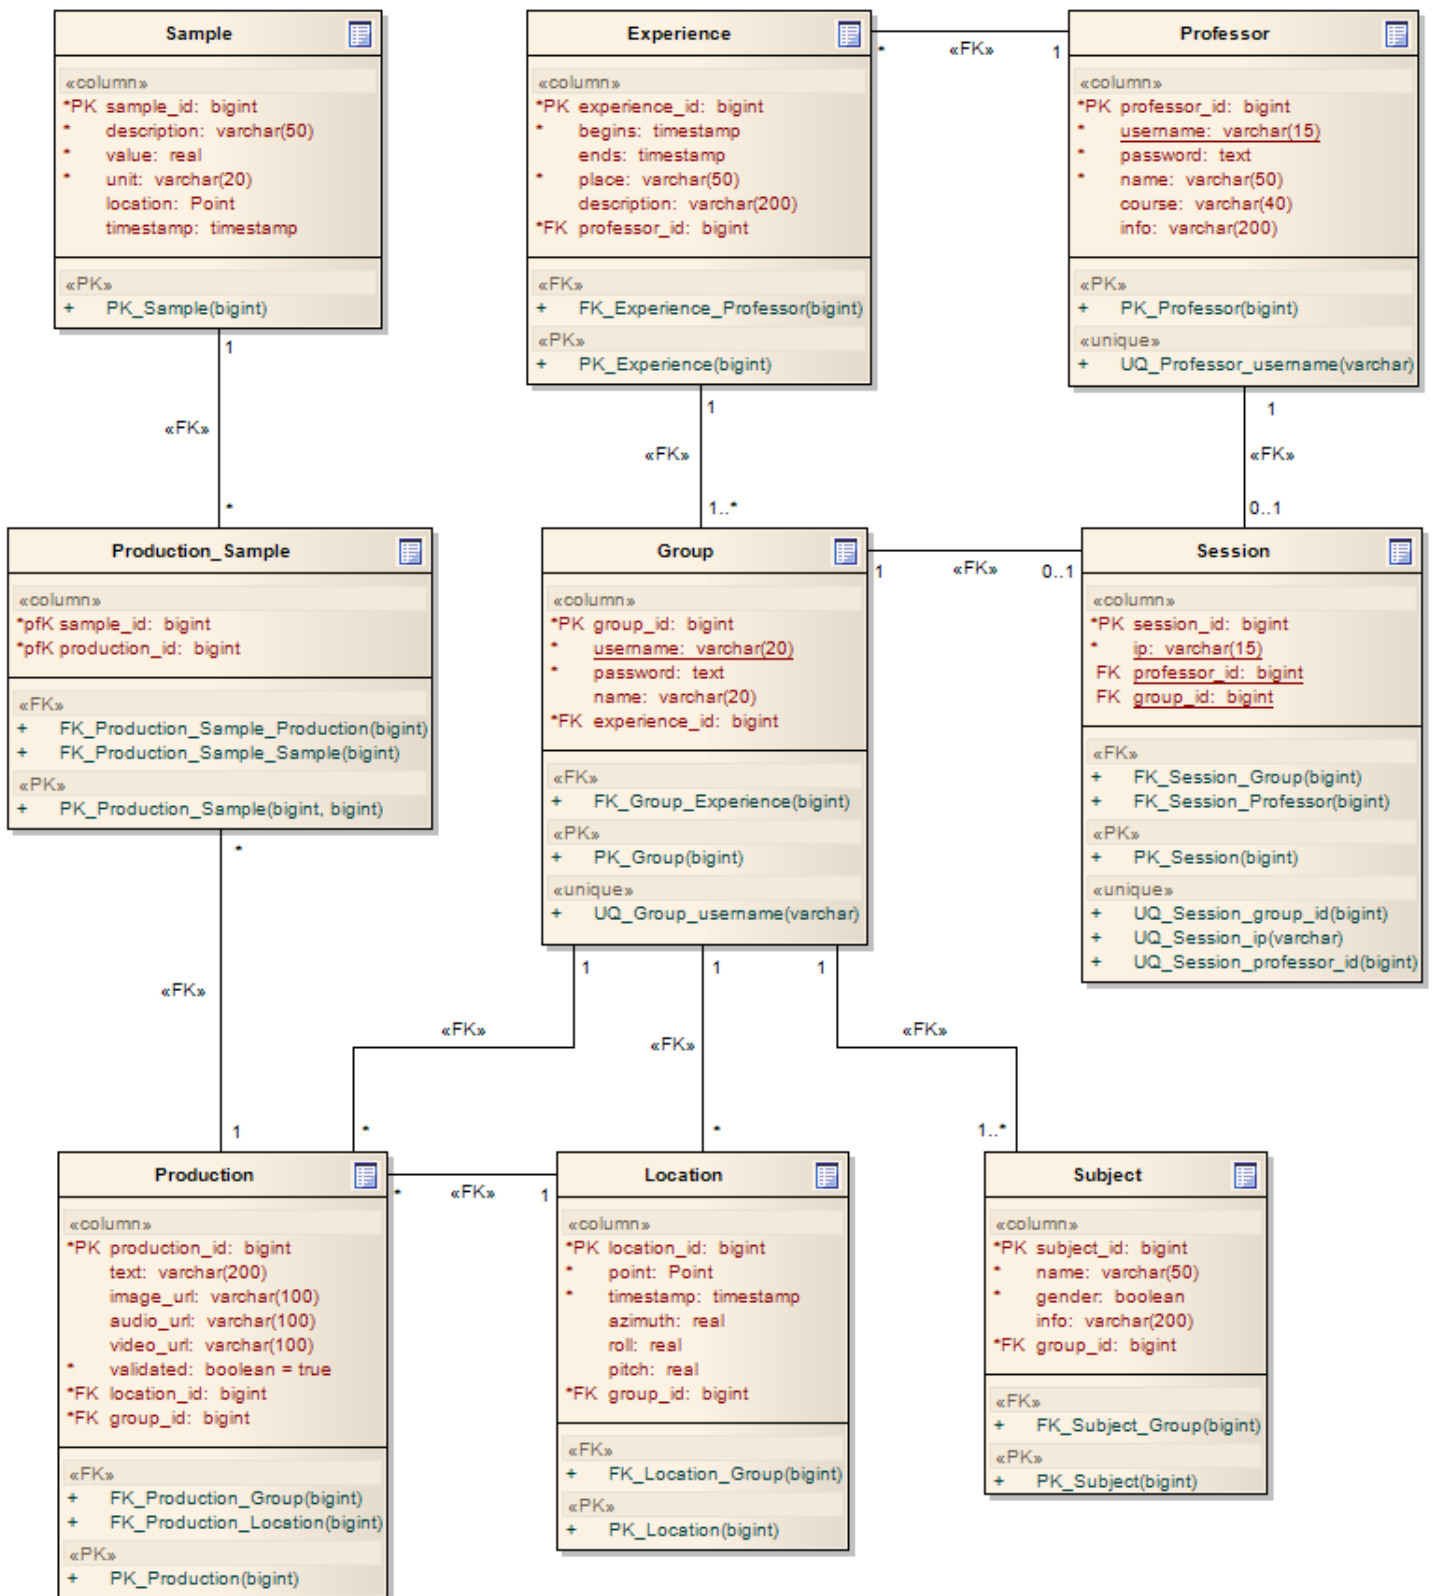 Sample
«column»
*PK sample_id: bigint
* description: varchar(50)
* value: real
* unit: varchar(20)
location: Point
timestamp: timestamp
«PK»
+ PK_Sample(bigint)
Experience
«column»
*PK experience_id: bigint
* begins: timestamp
ends: timestamp
* place: varchar(50)
description: varchar(200)
*FK professor_id: bigint
«FK»
+ FK_Experience_Professor(bigint)
«PK»
+ PK_Experience(bigint)
* «FK» 1
Professor
«column»
*PK professor_id: bigint
* username: varchar(15)
* password: text
* name: varchar(50)
course: varchar(40)
info: varchar(200)
«PK»
+ PK_Professor(bigint)
«unique»
+ UQ_Professor_username(varchar)
1
«FK»
*
1
«FK»
1..*
1
«FK»
0..1
Production_Sample
«column»
*pfK sample_id: bigint
*pfK production_id: bigint
«FK»
+ FK_Production_Sample_Production(bigint)
+ FK_Production_Sample_Sample(bigint)
«PK»
+ PK_Production_Sample(bigint, bigint)
Group
«column»
*PK group_id: bigint
* username: varchar(20)
* password: text
name: varchar(20)
*FK experience_id: bigint
«FK»
+ FK_Group_Experience(bigint)
«PK»
+ PK_Group(bigint)
«unique»
+ UQ_Group_username(varchar)
1 «FK» 0..1
Session
«column»
*PK session_id: bigint
* ip: varchar(15)
FK professor_id: bigint
FK group_id: bigint
«FK»
+ FK_Session_Group(bigint)
+ FK_Session_Professor(bigint)
«PK»
+ PK_Session(bigint)
«unique»
+ UQ_Session_group_id(bigint)
+ UQ_Session_ip(varchar)
+ UQ_Session_professor_id(bigint)
*
«FK»
1
1
«FK»
*
1
«FK»
*
1
«FK»
1..*
Production
«column»
*PK production_id: bigint
text: varchar(200)
image_url: varchar(100)
audio_url: varchar(100)
video_url: varchar(100)
* validated: boolean = true
*FK location_id: bigint
*FK group_id: bigint
«FK»
+ FK_Production_Group(bigint)
+ FK_Production_Location(bigint)
«PK»
+ PK_Production(bigint)
* «FK» 1
Location
«column»
*PK location_id: bigint
* point: Point
* timestamp: timestamp
azimuth: real
roll: real
pitch: real
*FK group_id: bigint
«FK»
+ FK_Location_Group(bigint)
«PK»
+ PK_Location(bigint)
Subject
«column»
*PK subject_id: bigint
* name: varchar(50)
* gender: boolean
info: varchar(200)
*FK group_id: bigint
«FK»
+ FK_Subject_Group(bigint)
«PK»
+ PK_Subject(bigint)